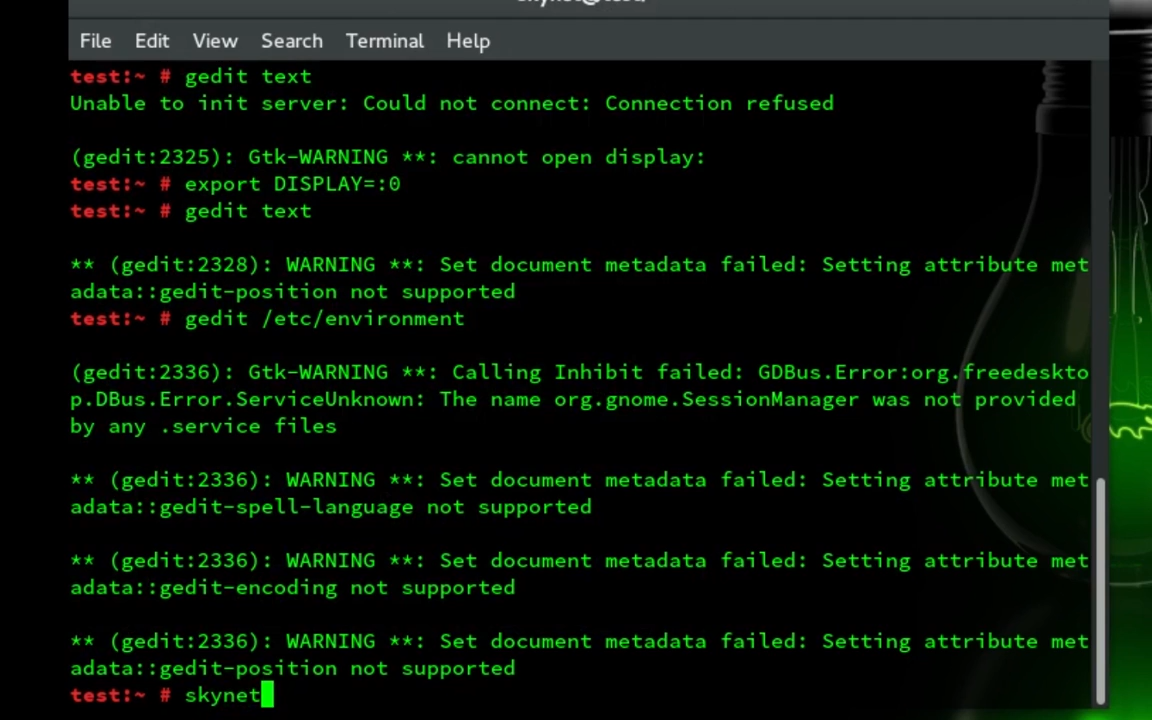 File Edit View Search Terminal Help
test:~ # gedit text
Unable to init server: Could not connect: Connection refused
(gedit:2325): Gtk-WARNING **: cannot open display:
test:~ # export DISPLAY=:0
test:~ # gedit text
** (gedit:2328): WARNING **: Set document metadata failed: Setting attribute met
adata::gedit-position not supported
test:~ # gedit /etc/environment
(gedit:2336): Gtk-WARNING **: Calling Inhibit failed: GDBus.Error:org.freedeskto
p.DBus.Error.ServiceUnknown: The name org.gnome.SessionManager was not provided
by any .service files
** (gedit:2336): WARNING **: Set document metadata failed: Setting attribute met
adata::gedit-spell-language not supported
** (gedit:2336): WARNING **: Set document metadata failed: Setting attribute met
adata::gedit-encoding not supported
** (gedit:2336): WARNING **: Set document metadata failed: Setting attribute met
adata::gedit-position not supported
test:~ # skynet